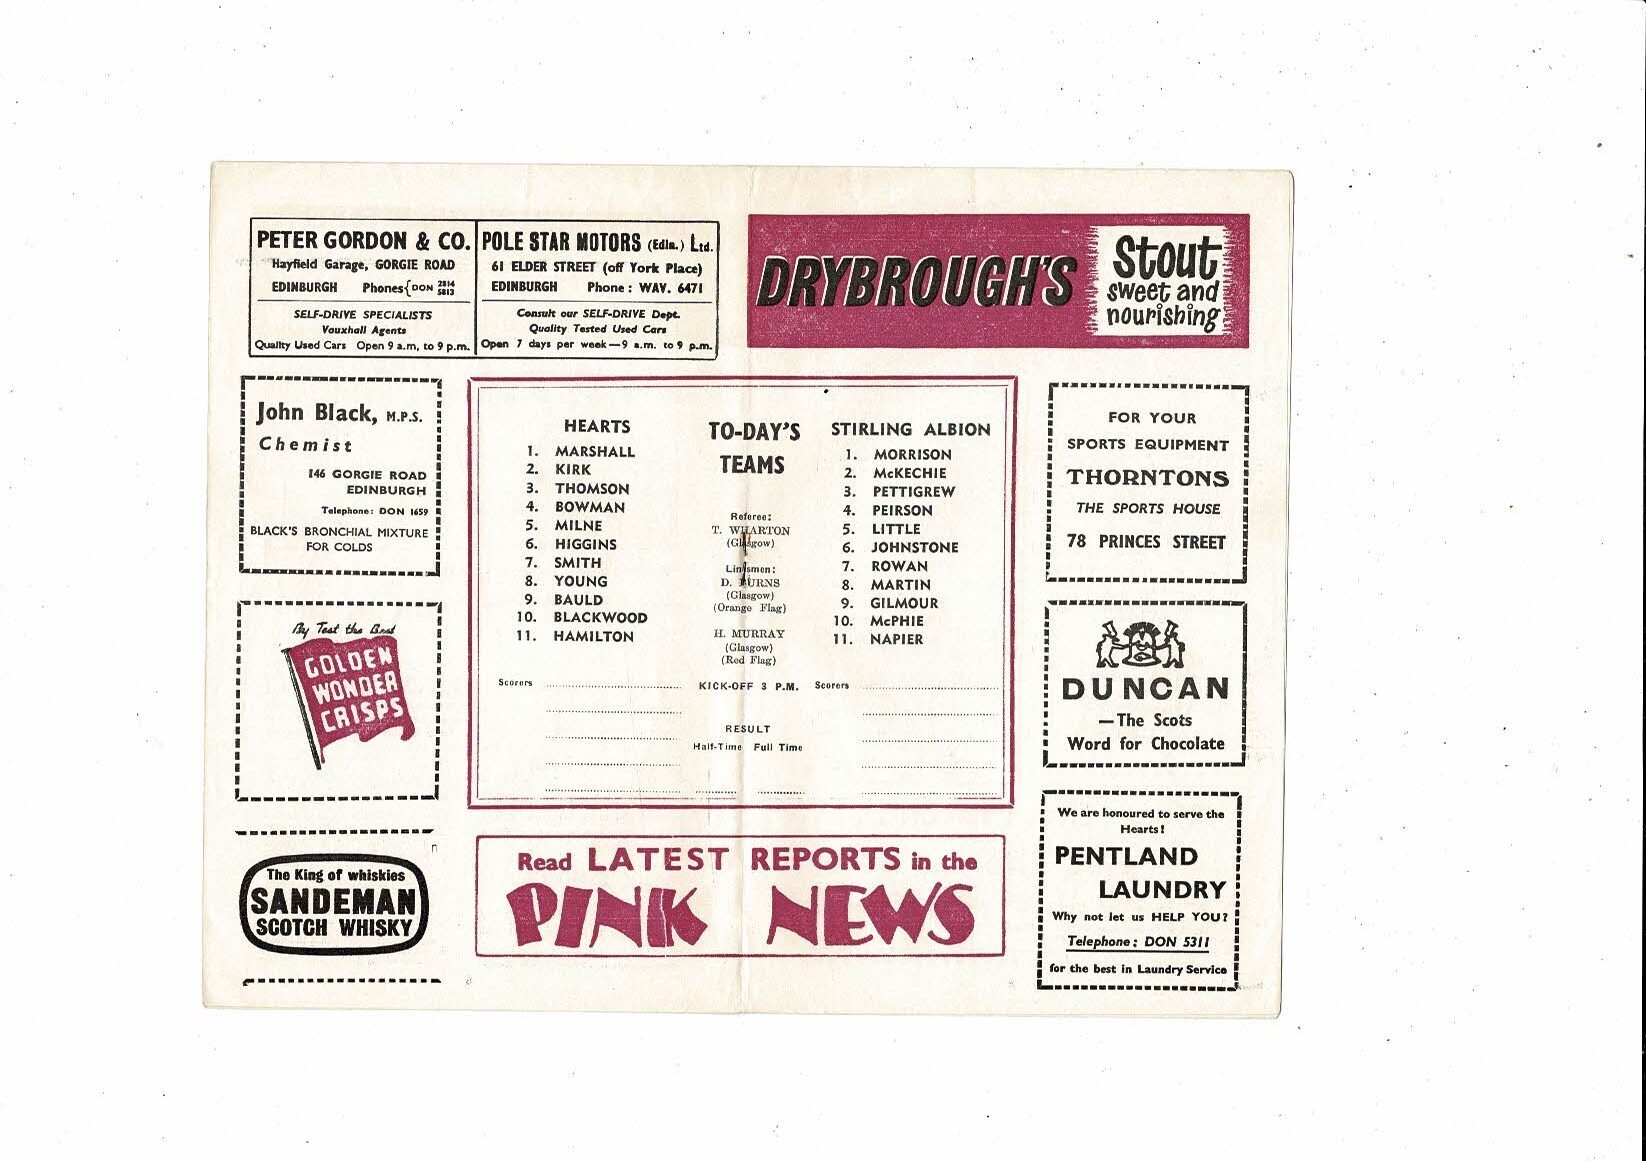 PETER GORDON & CO.
Hayfield Garage, GORGIE ROAD
EDINBURGH Phones{DON 2814 5813
SELF-DRIVE SPECIALISTS
Vauxhall Agents
Quality Used Cars Open 9 a.m, to 9 p.m.
POLE STAR MOTORS (Edin.) Ltd.
61 ELDER STREET (off York Place)
EDINBURGH Phone : WAV. 6471
Consult our SELF-DRIVE Dept.
Quality Tested Used Cars
Open 7 days per week—9 a.m. to 9 p.m.
DRYBROUGH'S
Stout
sweet and
nourishing
John Black, M.P.S.
Chemist
146 GORGIE ROAD
EDINBURGH
Telephone: DON 1659
BLACK'S BRONCHIAL MIXTURE
FOR COLDS
By Test the Best
GOLDEN
WONDER
CRISPS
The King of whiskies
SANDEMAN
SCOTCH WHISKY
HEARTS
1. MARSHALL
2. KIRK
3. THOMSON
4. BOWMAN
5. MILNE
6. HIGGINS
7. SMITH
8. YOUNG
9. BAULD
10. BLACKWOOD
11. HAMILTON
Scorers
TO-DAY'S
TEAMS
Referee:
T. WHARTON
(Glasgow)
Linesmen:
D. BURNS
(Glasgow)
(Orange Flag)
H. MURRAY
(Glasgow)
(Red Flag)
KICK-OFF 3 P.M.
RESULT
Half-Time Full Time
STIRLING ALBION
1. MORRISON
2. McKECHIE
3. PETTIGREW
4. PEIRSON
5. LITTLE
6. JOHNSTONE
7. ROWAN
8. MARTIN
9. GILMOUR
10. McPHIE
11. NAPIER
Scorers
Read LATEST REPORTS in the
PINK NEWS
FOR YOUR
SPORTS EQUIPMENT
THORNTONS
THE SPORTS HOUSE
78 PRINCES STREET
DUNCAN
—The Scots
Word for Chocolate
We are honoured to serve the
Hearts!
PENTLAND
LAUNDRY
Why not let us HELP YOU?
Telephone: DON 5311
for the best in Laundry Service